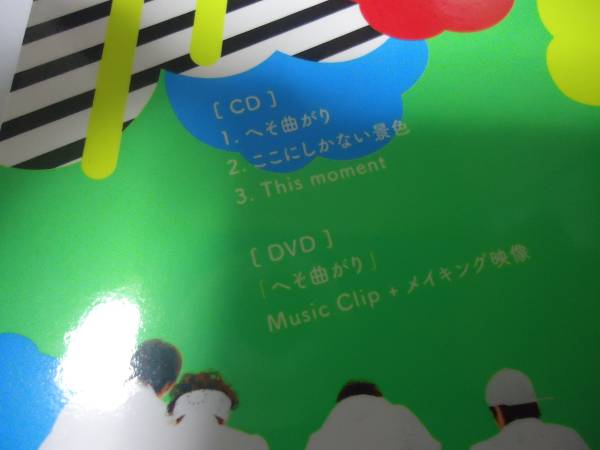 [ CD ]
1. へそ曲がり
2. ここにしかない景色
3. This moment
[ DVD ]
「へそ曲がり」
Music Clip + メイキング映像